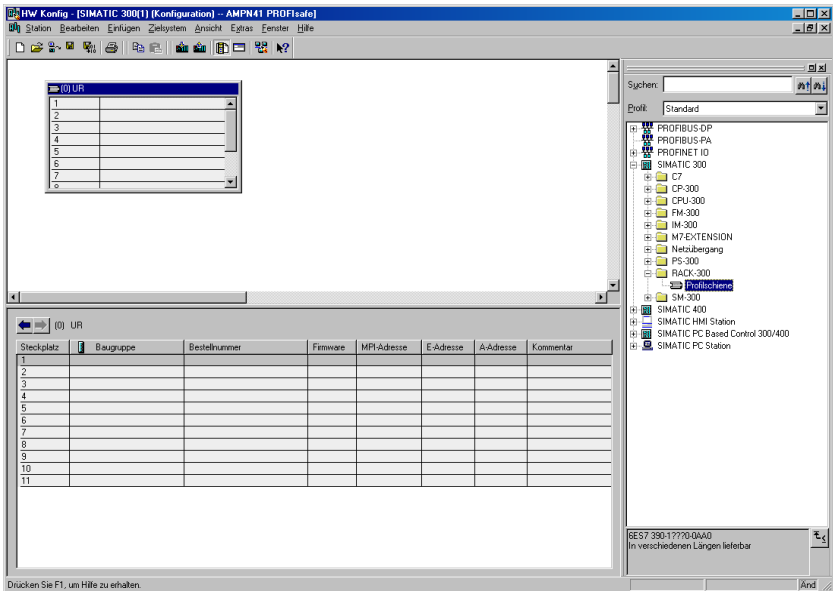 HW Konfig - [SIMATIC 300(1) (Konfiguration) -- AMPN41 PROFIsafe]
Station Bearbeiten Einfügen Zielsystem Ansicht Extras Fenster Hilfe
(0) UR
1
2
3
4
5
6
7
Suchen:
Profil: Standard
PROFIBUS-DP
PROFIBUS-PA
PROFINET IO
SIMATIC 300
C7
CP-300
CPU-300
FM-300
IM-300
M7-EXTENSION
Netzübergang
PS-300
RACK-300
Profilschiene
SM-300
SIMATIC 400
SIMATIC HMI Station
SIMATIC PC Based Control 300/400
SIMATIC PC Station
(0) UR
Steckplatz Baugruppe Bestellnummer Firmware MPI-Adresse E-Adresse A-Adresse Kommentar
1
2
3
4
5
6
7
8
9
10
11
6ES7 390-1???0-0AA0
In verschiedenen Längen lieferbar
Drücken Sie F1, um Hilfe zu erhalten.
Änd